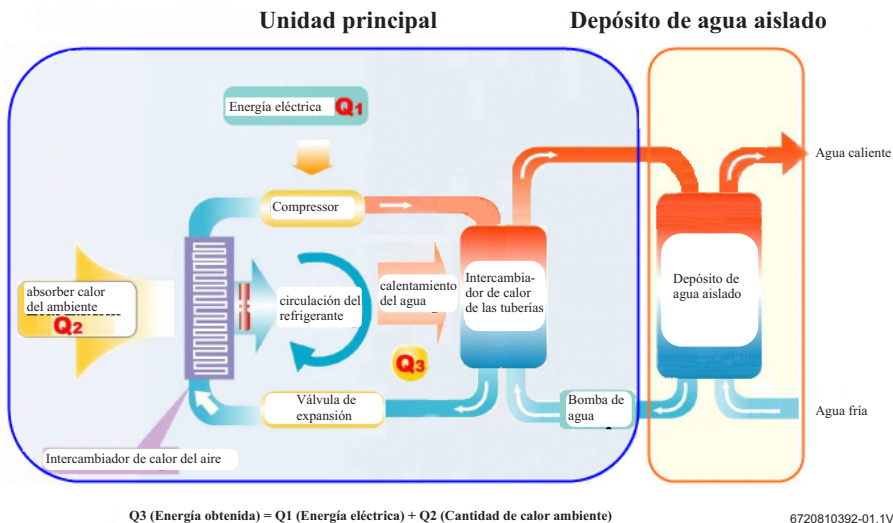 Unidad principal
Depósito de agua aislado
Energía eléctrica Q1
Agua caliente
Compressor
absorber calor
del ambiente
Q2
circulación del
refrigerante
calentamiento
del agua
Intercambia-
dor de calor
de las tuberías
Depósito de
agua aislado
Q3
Válvula de
expansión
Bomba de
agua
Agua fría
Intercambiador de calor del aire
Q3 (Energía obtenida) = Q1 (Energía eléctrica) + Q2 (Cantidad de calor ambiente)
6720810392-01.1V